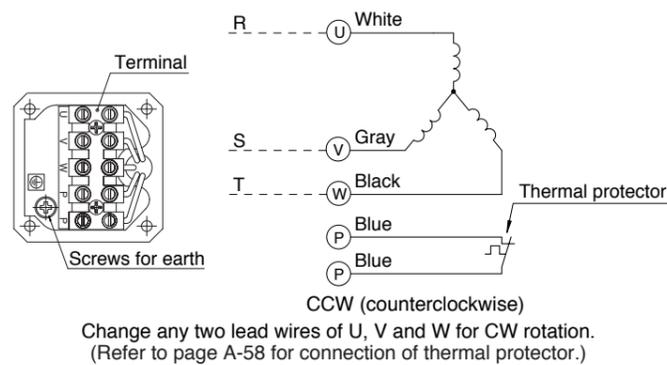 R
U
White
Terminal
S
V
Gray
T
W
Black
Thermal protector
P
Blue
P
Blue
U
V
W
P
P
Screws for earth
CCW (counterclockwise)
Change any two lead wires of U, V and W for CW rotation.
(Refer to page A-58 for connection of thermal protector.)